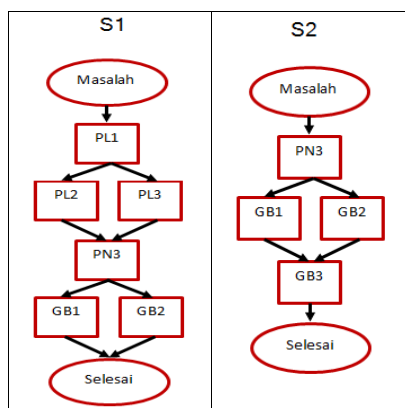 S1
Masalah
PL1
PL2
PL3
PN3
GB1
GB2
Selesai
S2
Masalah
PN3
GB1
GB2
GB3
Selesai